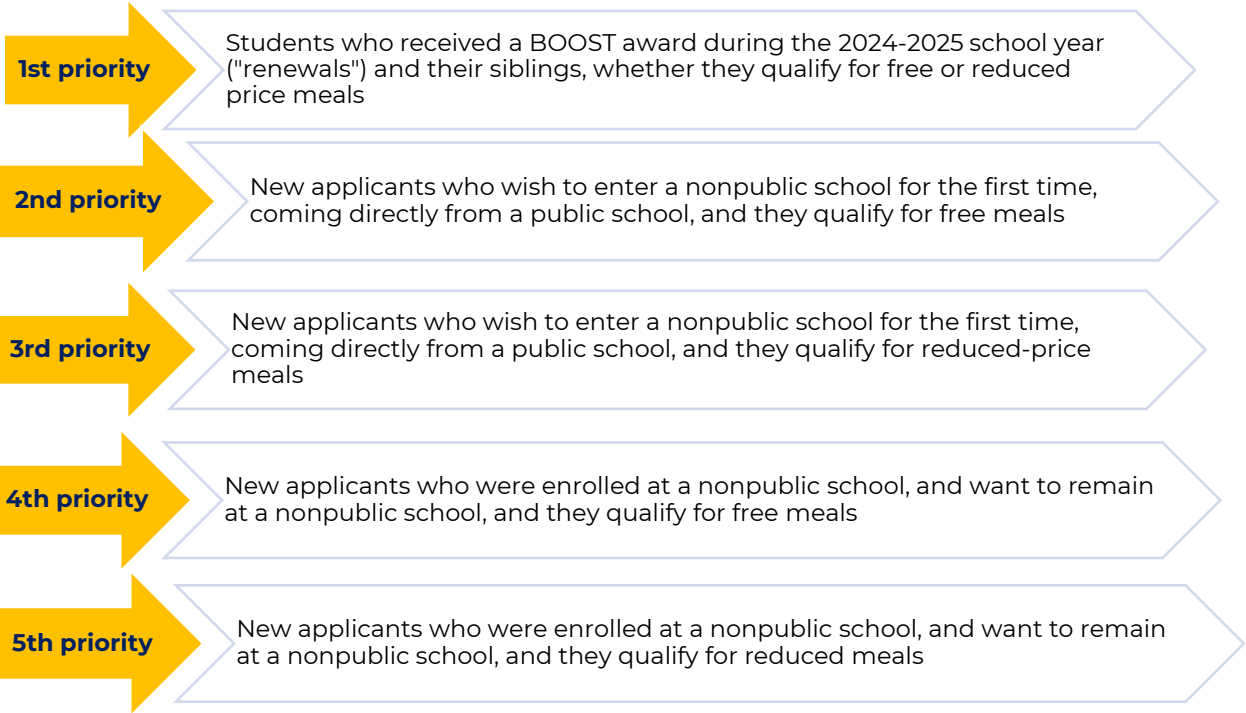 1st priority
Students who received a BOOST award during the 2024-2025 school year
("renewals") and their siblings, whether they qualify for free or reduced
price meals
2nd priority
New applicants who wish to enter a nonpublic school for the first time,
coming directly from a public school, and they qualify for free meals
3rd priority
New applicants who wish to enter a nonpublic school for the first time,
coming directly from a public school, and they qualify for reduced-price
meals
4th priority
New applicants who were enrolled at a nonpublic school, and want to remain
at a nonpublic school, and they qualify for free meals
5th priority
New applicants who were enrolled at a nonpublic school, and want to remain
at a nonpublic school, and they qualify for reduced meals